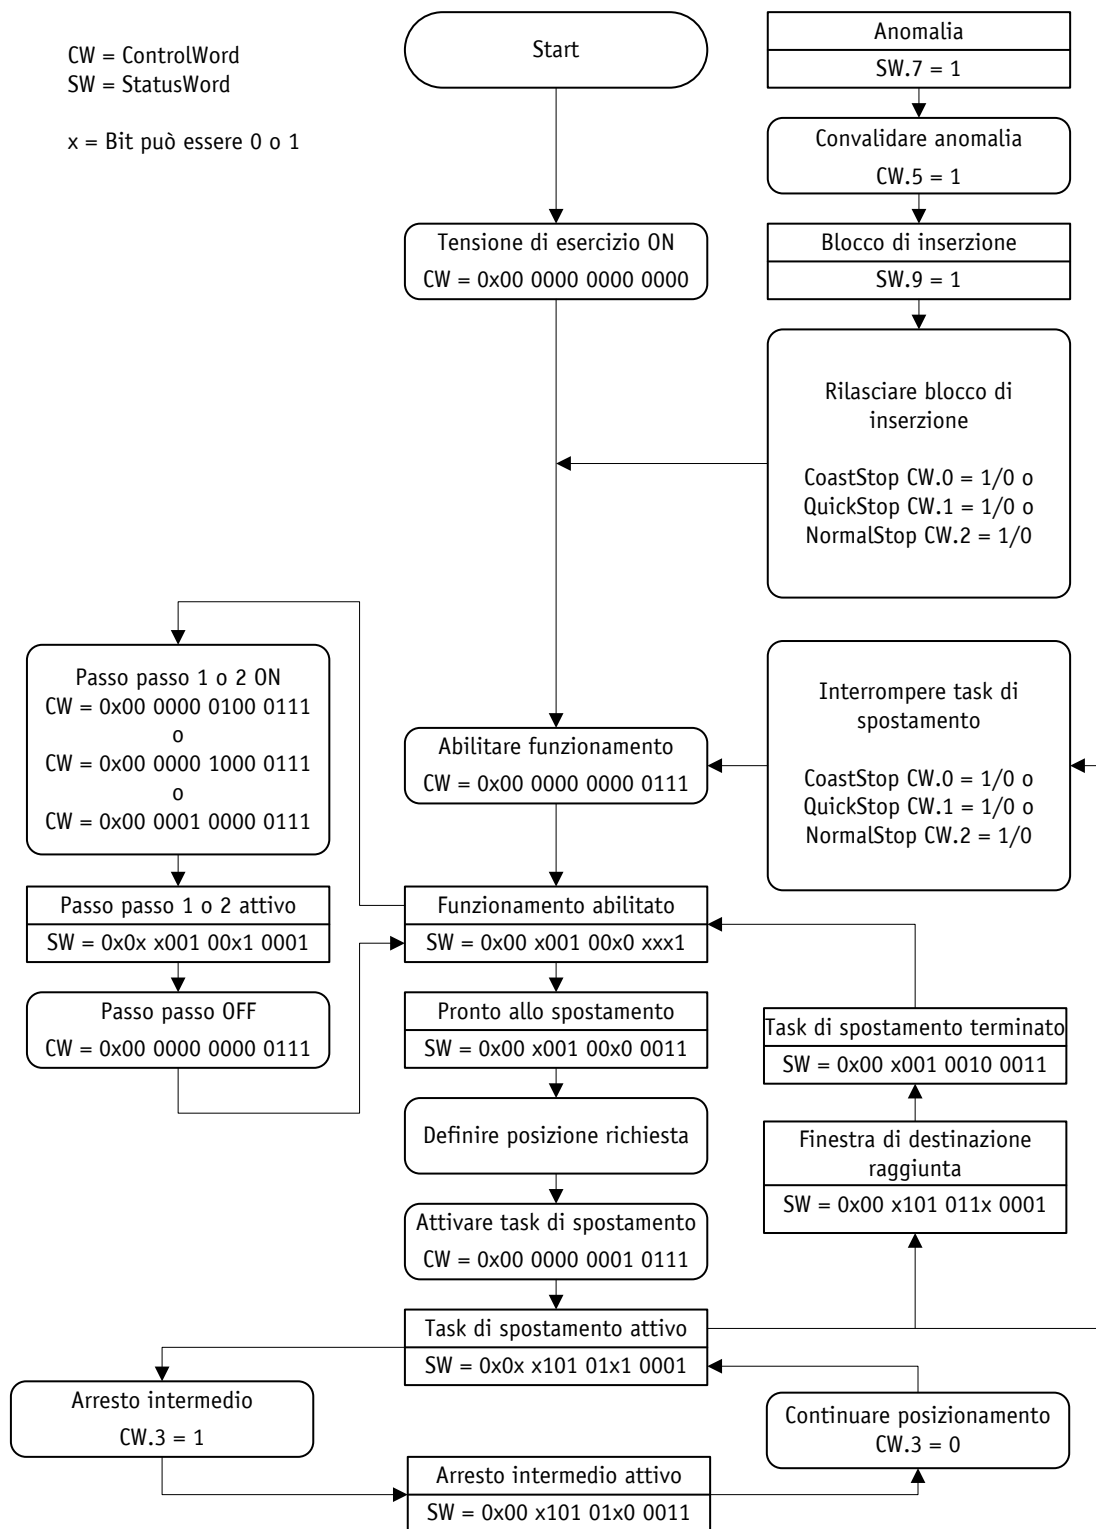 CW = ControlWord
SW = StatusWord
x = Bit può essere 0 o 1
Start
Anomalia
SW.7 = 1
Convalidare anomalia
CW.5 = 1
Tensione di esercizio ON
CW = 0x00 0000 0000 0000
Blocco di inserzione
SW.9 = 1
Rilasciare blocco di
inserzione
CoastStop CW.0 = 1/0 o
QuickStop CW.1 = 1/0 o
NormalStop CW.2 = 1/0
Passo passo 1 o 2 ON
CW = 0x00 0000 0100 0111
o
CW = 0x00 0000 1000 0111
o
CW = 0x00 0001 0000 0111
Abilitare funzionamento
CW = 0x00 0000 0000 0111
Interrompere task di
spostamento
CoastStop CW.0 = 1/0 o
QuickStop CW.1 = 1/0 o
NormalStop CW.2 = 1/0
Passo passo 1 o 2 attivo
SW = 0x0x x001 00x1 0001
Funzionamento abilitato
SW = 0x00 x001 00x0 xxx1
Passo passo OFF
CW = 0x00 0000 0000 0111
Pronto allo spostamento
SW = 0x00 x001 00x0 0011
Task di spostamento terminato
SW = 0x00 x001 0010 0011
Definire posizione richiesta
Finestra di destinazione
raggiunta
SW = 0x00 x101 011x 0001
Attivare task di spostamento
CW = 0x00 0000 0001 0111
Task di spostamento attivo
SW = 0x0x x101 01x1 0001
Arresto intermedio
CW.3 = 1
Continuare posizionamento
CW.3 = 0
Arresto intermedio attivo
SW = 0x00 x101 01x0 0011